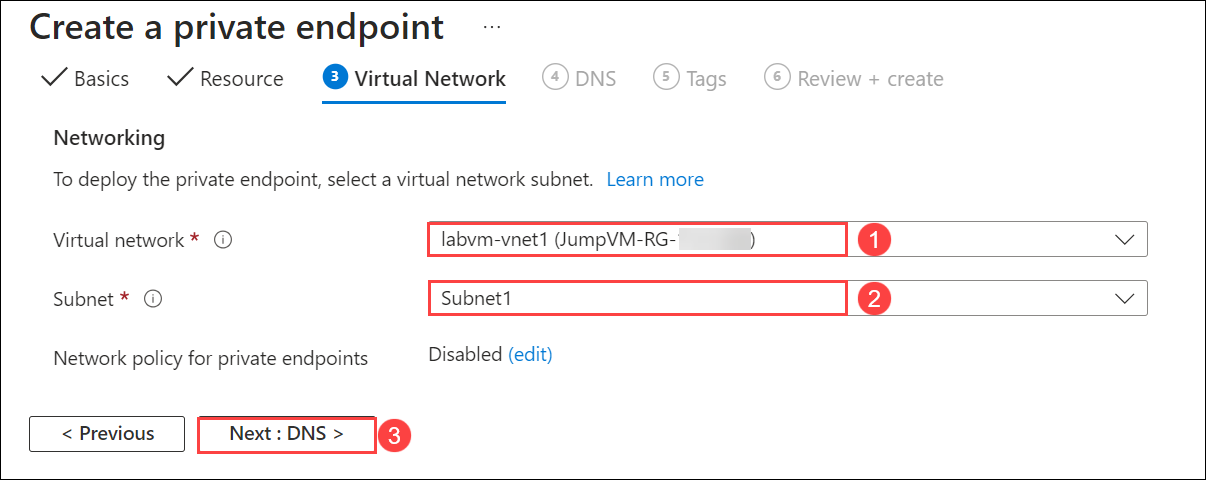 Create a private endpoint ...
Basics Resource 3 Virtual Network 4 DNS 5 Tags 6 Review + create
Networking
To deploy the private endpoint, select a virtual network subnet. Learn more
Virtual network * labvm-vnet1 (JumpVM-RG- ) 1
Subnet * Subnet1 2
Network policy for private endpoints Disabled (edit)
< Previous Next : DNS > 3